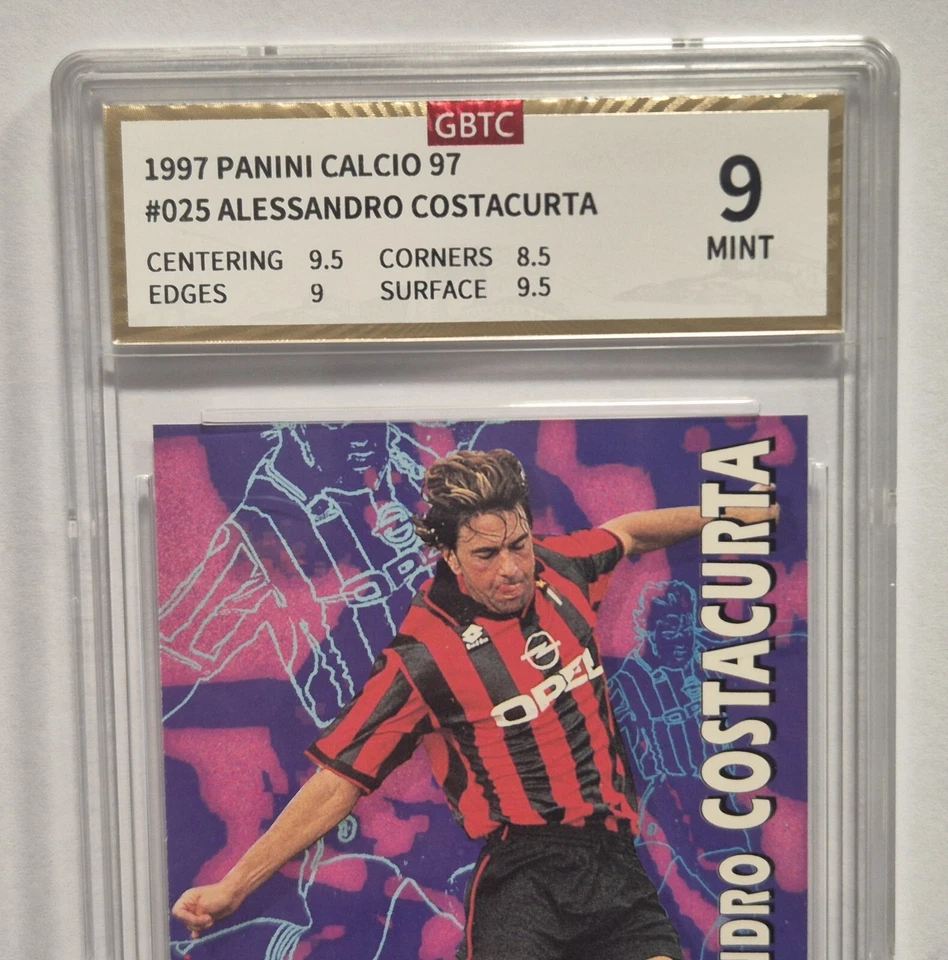 GBTC
1997 PANINI CALCIO 97
#025 ALESSANDRO COSTACURTA
CENTERING 9.5 CORNERS 8.5
EDGES 9 SURFACE 9.5
9
MINT
OPEL
NDRO COSTACURTA